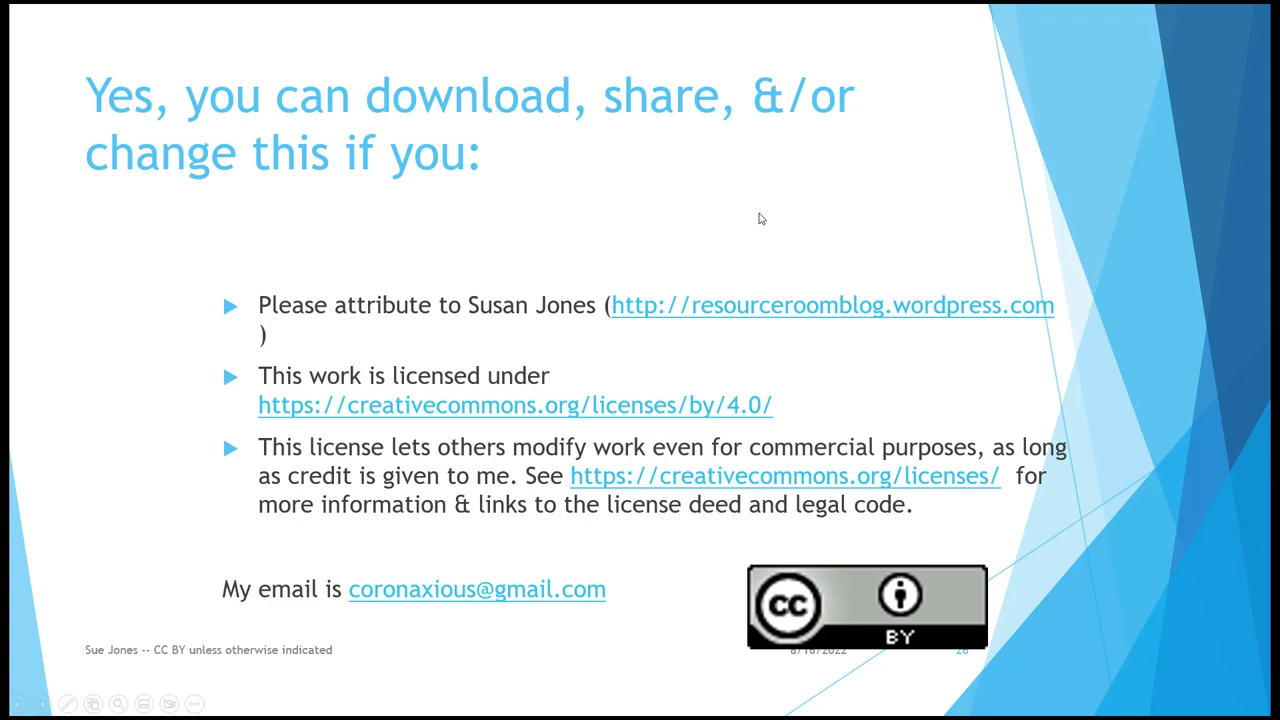 Yes, you can download, share, &/or
change this if you:
Please attribute to Susan Jones (http://resourceroomblog.wordpress.com
)
This work is licensed under
https://creativecommons.org/licenses/by/4.0/
This license lets others modify work even for commercial purposes, as long
as credit is given to me. See https://creativecommons.org/licenses/ for
more information & links to the license deed and legal code.
My email is coronaxious@gmail.com
cc
BY
Sue Jones -- CC BY unless otherwise indicated
8/16/2022